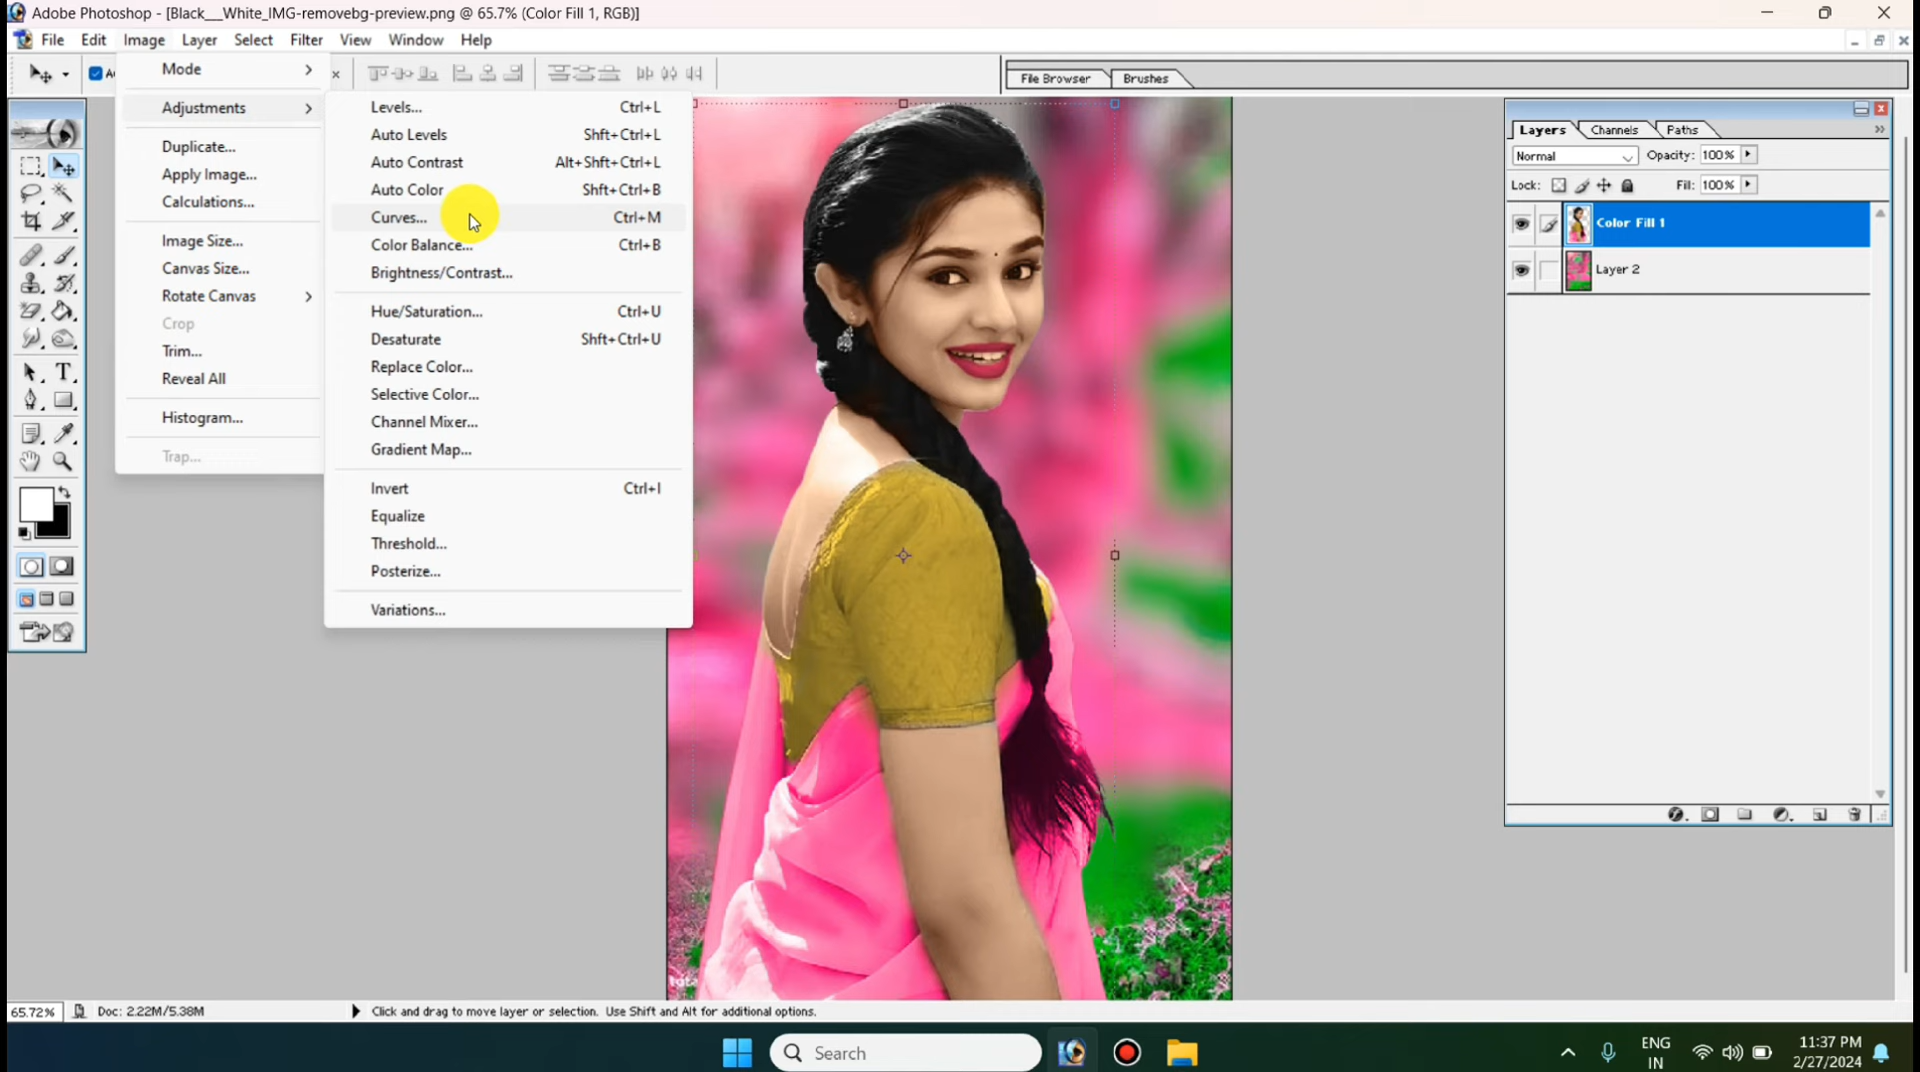 Adobe Photoshop - [Black___White_IMG-removebg-preview.png @ 65.7% (Color Fill 1, RGB)]
File Edit Image Layer Select Filter View Window Help
File Browser Brushes
Mode
Adjustments
Duplicate...
Apply Image...
Calculations...
Image Size...
Canvas Size...
Rotate Canvas
Crop
Trim...
Reveal All
Histogram...
Trap...
Levels... Ctrl+L
Auto Levels Shft+Ctrl+L
Auto Contrast Alt+Shft+Ctrl+L
Auto Color Shft+Ctrl+B
Curves... Ctrl+M
Color Balance... Ctrl+B
Brightness/Contrast...
Hue/Saturation... Ctrl+U
Desaturate Shft+Ctrl+U
Replace Color...
Selective Color...
Channel Mixer...
Gradient Map...
Invert Ctrl+I
Equalize
Threshold...
Posterize...
Variations...
Layers Channels Paths
Normal Opacity: 100%
Lock: Fill: 100%
Color Fill 1
Layer 2
65.72% Doc: 2.22M/5.38M Click and drag to move layer or selection. Use Shift and Alt for additional options.
Search
ENG
IN
11:37 PM
2/27/2024